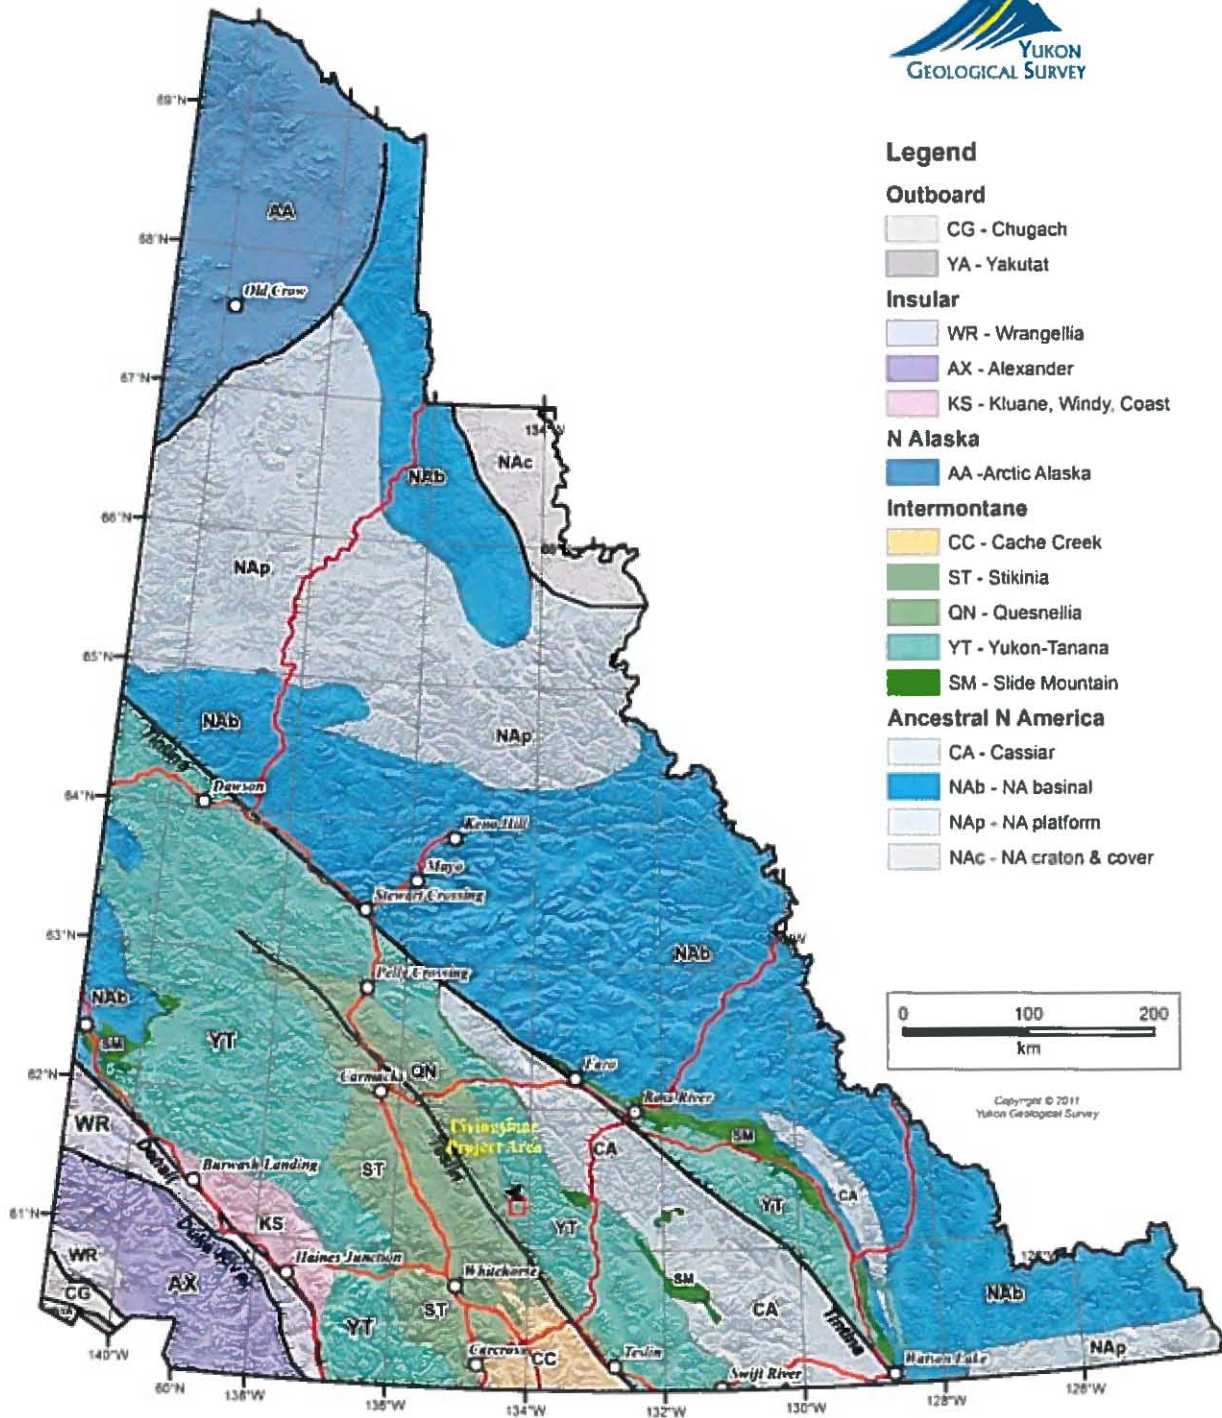 YUKON
GEOLOGICAL SURVEY
Legend
Outboard
CG - Chugach
YA - Yakutat
Insular
WR - Wrangellia
AX - Alexander
KS - Kluane, Windy, Coast
N Alaska
AA -Arctic Alaska
Intermontane
CC - Cache Creek
ST - Stikinia
QN - Quesnellia
YT - Yukon-Tanana
SM - Slide Mountain
Ancestral N America
CA - Cassiar
NAb - NA basinal
NAp - NA platform
NAc - NA craton & cover
0 100 200
km
Copyright © 2011
Yukon Geological Survey
69°N
AA
68°N
Old Crow
67°N
134°W
NAc
NAb
66°N
NAp
65°N
NAb
NAp
Tintina
64°N
Dawson
Keno Hill
Mayo
Stewart Crossing
63°N
NAb
Pelly Crossing
NAb
YT
SM
62°N
QN
Faro
Carmacks
Ross River
WR
Livingstone
Project Area
SM
CA
Denali
Burwash Landing
ST
Teslin
CA
YT
61°N
KS
YT
Duke River
WR
Haines Junction
AX
CG
Whitehorse
SM
ST
CA
NAb
YT
Tintina
Carcross
CC
Teslin
Swift River
Watson Lake
NAp
140°W
60°N
138°W
136°W
134°W
132°W
130°W
128°W
126°W